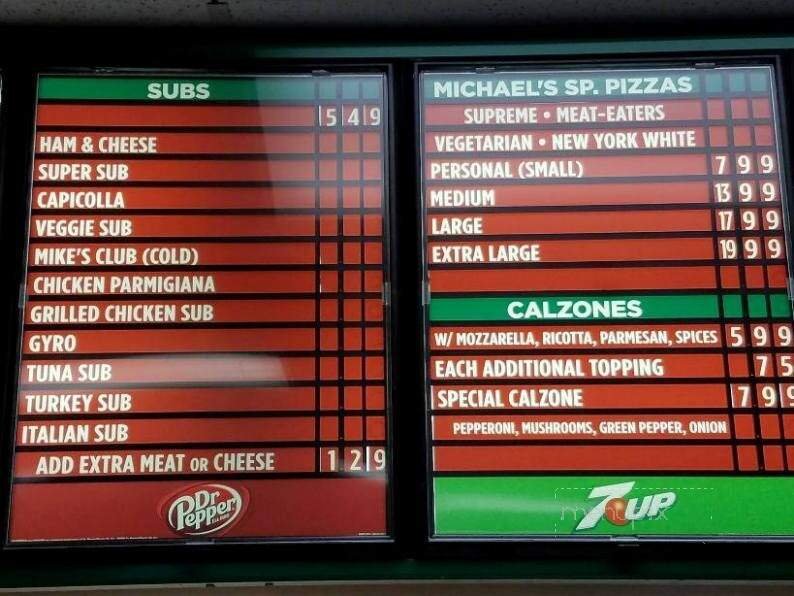 SUBS
5 4 9
HAM & CHEESE
SUPER SUB
CAPICOLLA
VEGGIE SUB
MIKE'S CLUB (COLD)
CHICKEN PARMIGIANA
GRILLED CHICKEN SUB
GYRO
TUNA SUB
TURKEY SUB
ITALIAN SUB
ADD EXTRA MEAT OR CHEESE 1 2 9
Dr Pepper
MICHAEL'S SP. PIZZAS
SUPREME • MEAT-EATERS
VEGETARIAN • NEW YORK WHITE
PERSONAL (SMALL) 7 9 9
MEDIUM 13 9 9
LARGE 17 9 9
EXTRA LARGE 19 9 9
CALZONES
W/ MOZZARELLA, RICOTTA, PARMESAN, SPICES 5 9 9
EACH ADDITIONAL TOPPING 7 5
SPECIAL CALZONE 7 9 9
PEPPERONI, MUSHROOMS, GREEN PEPPER, ONION
7UP
menupix